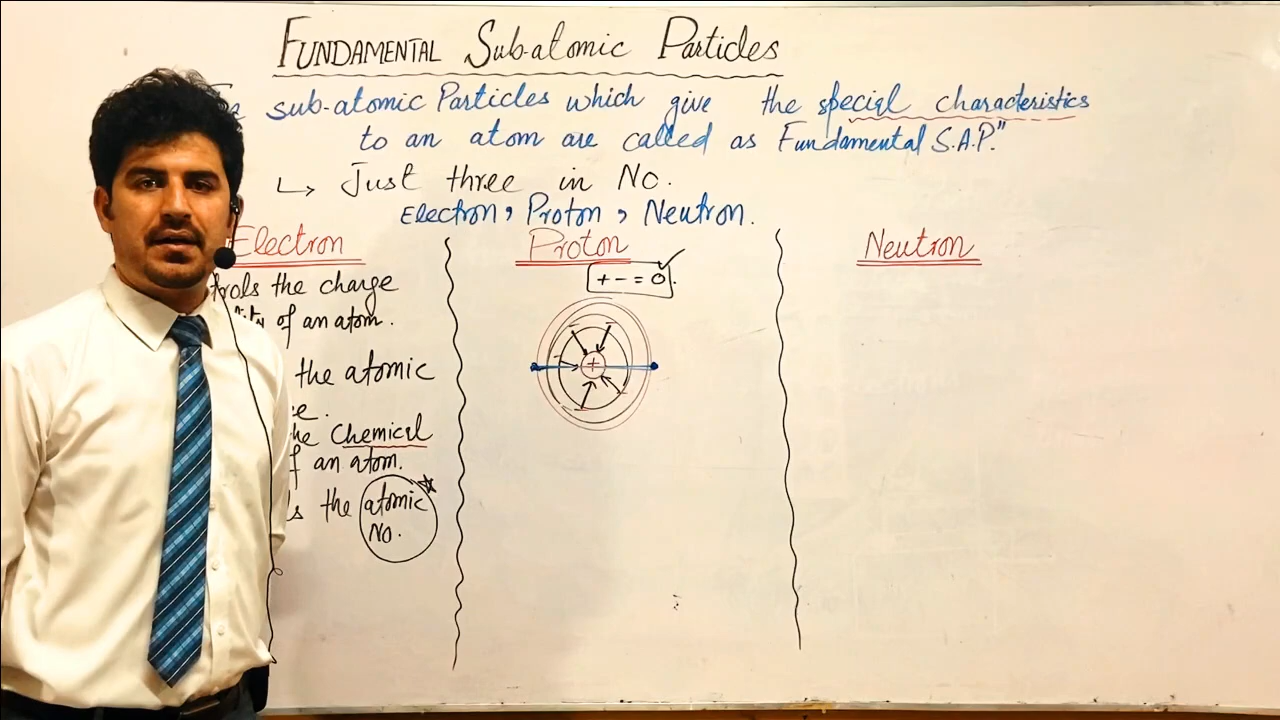 FUNDAMENTAL Sub-atomic Particles
sub-atomic Particles which give the special characteristics
to an atom are called as Fundamental S.A.P."
↳ Just three in No.
Electron, Proton, Neutron.
Electron
trols the charge
of an atom.
the atomic
Chemical
of an atom.
the atomic
No.
Proton
+ - = 0 ✓
+
Neutron